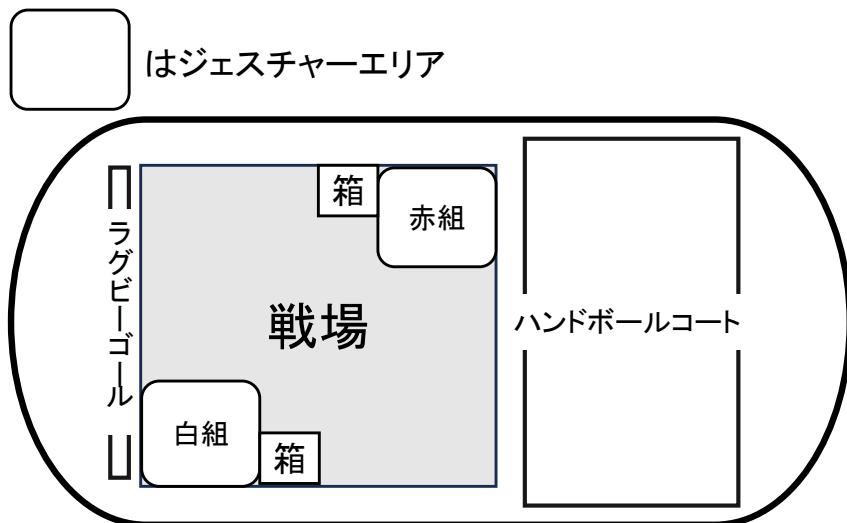 はジェスチャーエリア
箱
赤組
ラグビーゴール
戦場
ハンドボールコート
白組
箱